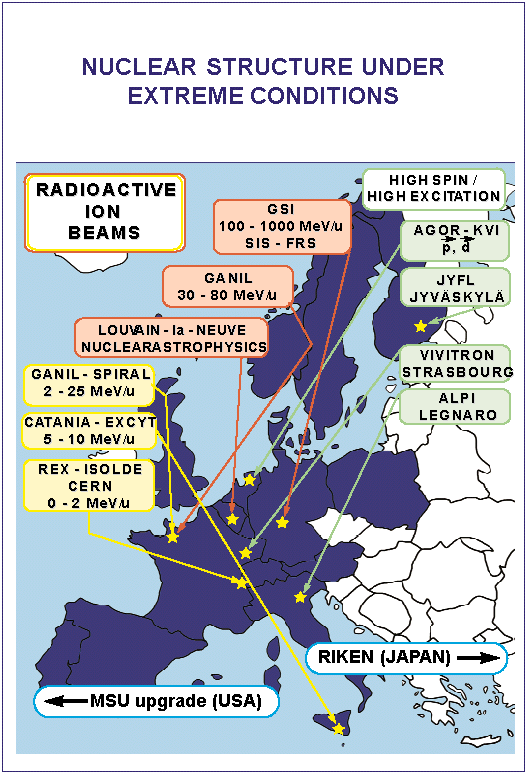 NUCLEAR STRUCTURE UNDER
EXTREME CONDITIONS
RADIOACTIVE
ION
BEAMS
GSI
100 - 1000 MeV/u
SIS - FRS
GANIL
30 - 80 MeV/u
LOUVAIN - la - NEUVE
NUCLEARASTROPHYSICS
GANIL - SPIRAL
2 - 25 MeV/u
CATANIA - EXCYT
5 - 10 MeV/u
REX - ISOLDE
CERN
0 - 2 MeV/u
HIGH SPIN /
HIGH EXCITATION
AGOR - KVI
p, d
JYFL
JYVÄSKYLÄ
VIVITRON
STRASBOURG
ALPI
LEGNARO
RIKEN (JAPAN)
MSU upgrade (USA)